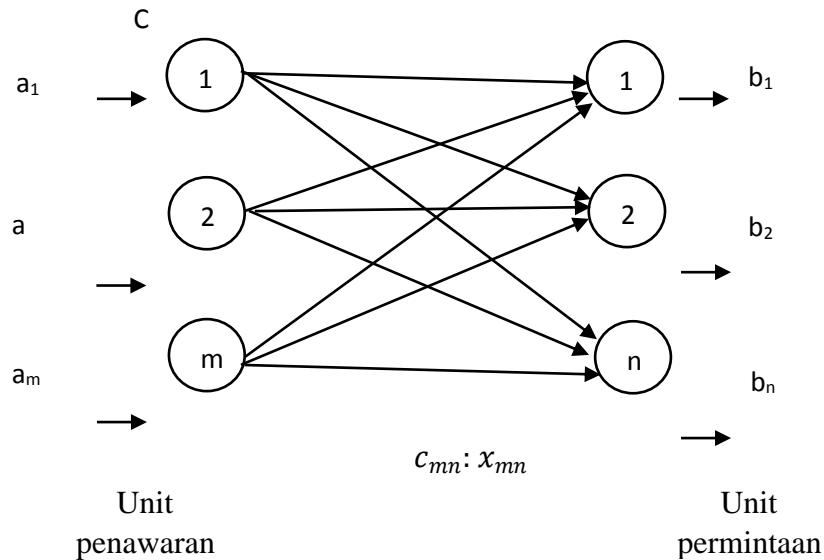 C
a₁ 1 1 b₁
a 2 2 b₂
aₘ m n bₙ
𝑐ₘₙ: 𝑥ₘₙ
Unit
penawaran
Unit
permintaan